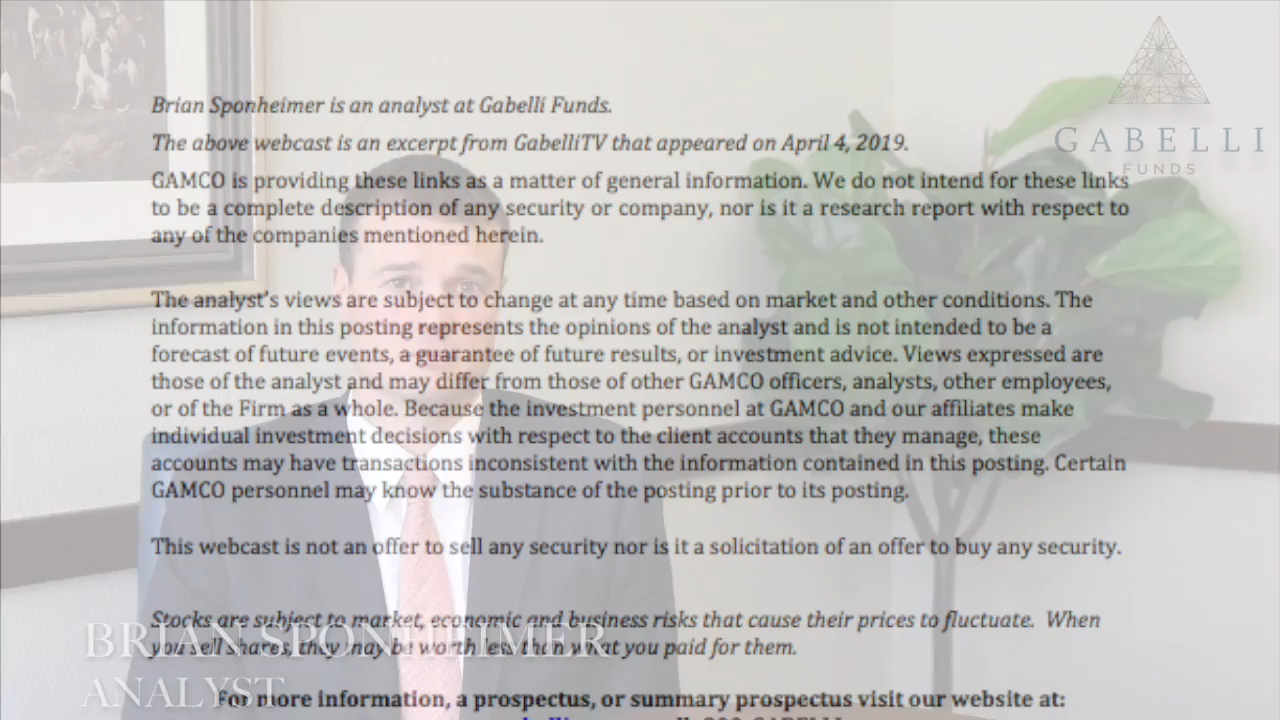 GABELLI
FUNDS
Brian Sponheimer is an analyst at Gabelli Funds.
The above webcast is an excerpt from GabelliTV that appeared on April 4, 2019.
GAMCO is providing these links as a matter of general information. We do not intend for these links
to be a complete description of any security or company, nor is it a research report with respect to
any of the companies mentioned herein.
The analyst's views are subject to change at any time based on market and other conditions. The
information in this posting represents the opinions of the analyst and is not intended to be a
forecast of future events, a guarantee of future results, or investment advice. Views expressed are
those of the analyst and may differ from those of other GAMCO officers, analysts, other employees,
or of the Firm as a whole. Because the investment personnel at GAMCO and our affiliates make
individual investment decisions with respect to the client accounts that they manage, these
accounts may have transactions inconsistent with the information contained in this posting. Certain
GAMCO personnel may know the substance of the posting prior to its posting.
This webcast is not an offer to sell any security nor is it a solicitation of an offer to buy any security.
Stocks are subject to market, economic and business risks that cause their prices to fluctuate. When
you sell shares, they may be worth less than what you paid for them.
BRIAN SPONHEIMER
ANALYST
For more information, a prospectus, or summary prospectus visit our website at: